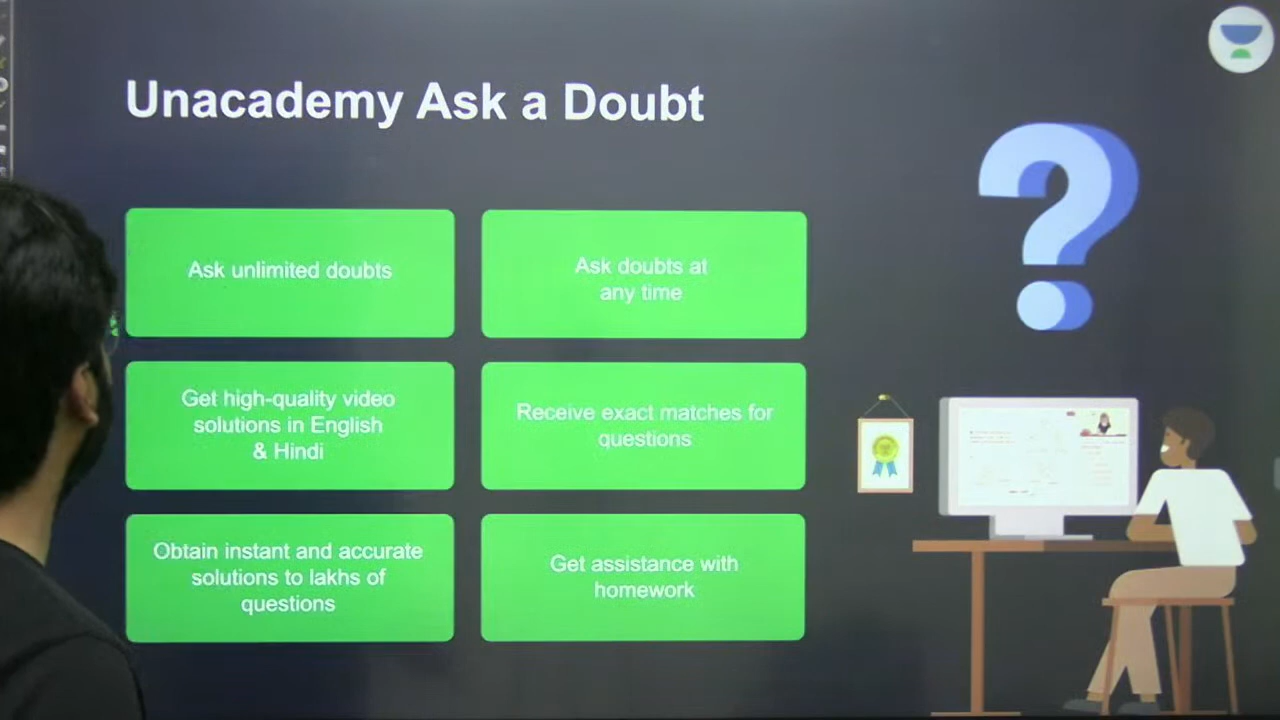 Unacademy Ask a Doubt
Ask unlimited doubts
Ask doubts at
any time
Get high-quality video
solutions in English
& Hindi
Receive exact matches for
questions
Obtain instant and accurate
solutions to lakhs of
questions
Get assistance with
homework